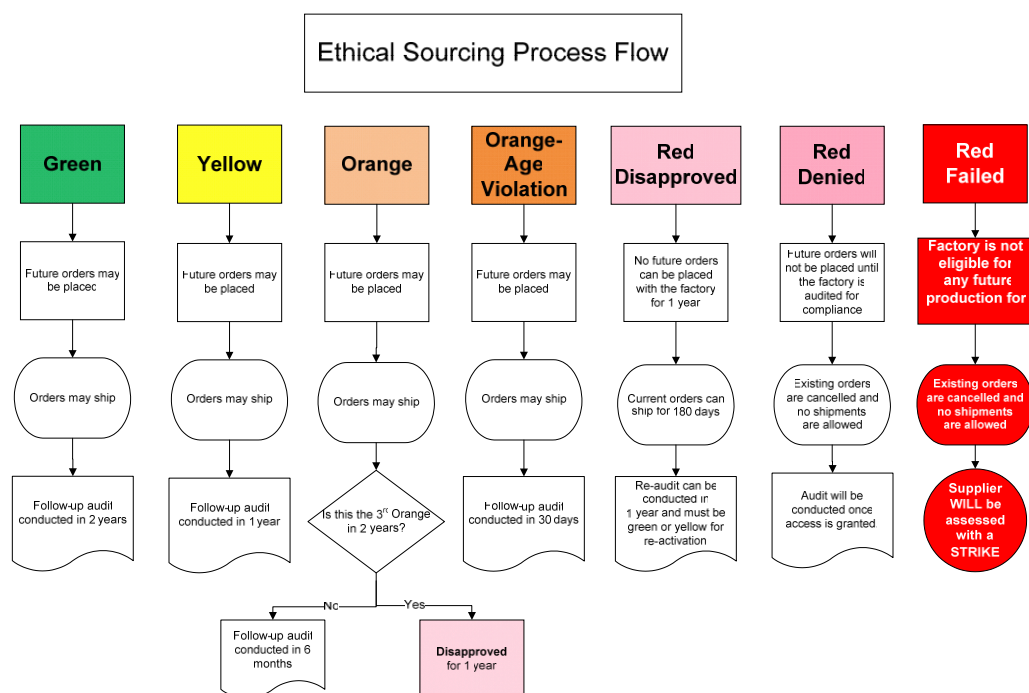 Ethical Sourcing Process Flow
Green
Yellow
Orange
Orange-
Age
Violation
Red
Disapproved
Red
Denied
Red
Failed
Future orders may
be placed
Future orders may
be placed
Future orders may
be placed
Future orders may
be placed
No future orders
can be placed
with the factory
for 1 year
Future orders will
not be placed until
the factory is
audited for
compliance
Factory is not
eligible for
any future
production for
Orders may ship
Orders may ship
Orders may ship
Orders may ship
Current orders can
ship for 180 days
Existing orders
are cancelled and
no shipments
are allowed
Existing orders
are cancelled and
no shipments
are allowed
Follow-up audit
conducted in 2 years
Follow-up audit
conducted in 1 year
Is this the 3rd Orange
in 2 years?
Follow-up audit
conducted in 30 days
Re-audit can be
conducted in
1 year and must be
green or yellow for
re-activation
Audit will be
conducted once
access is granted
Supplier
WILL be
assessed
with a
STRIKE
No
Yes
Follow-up audit
conducted in 6
months
Disapproved
for 1 year